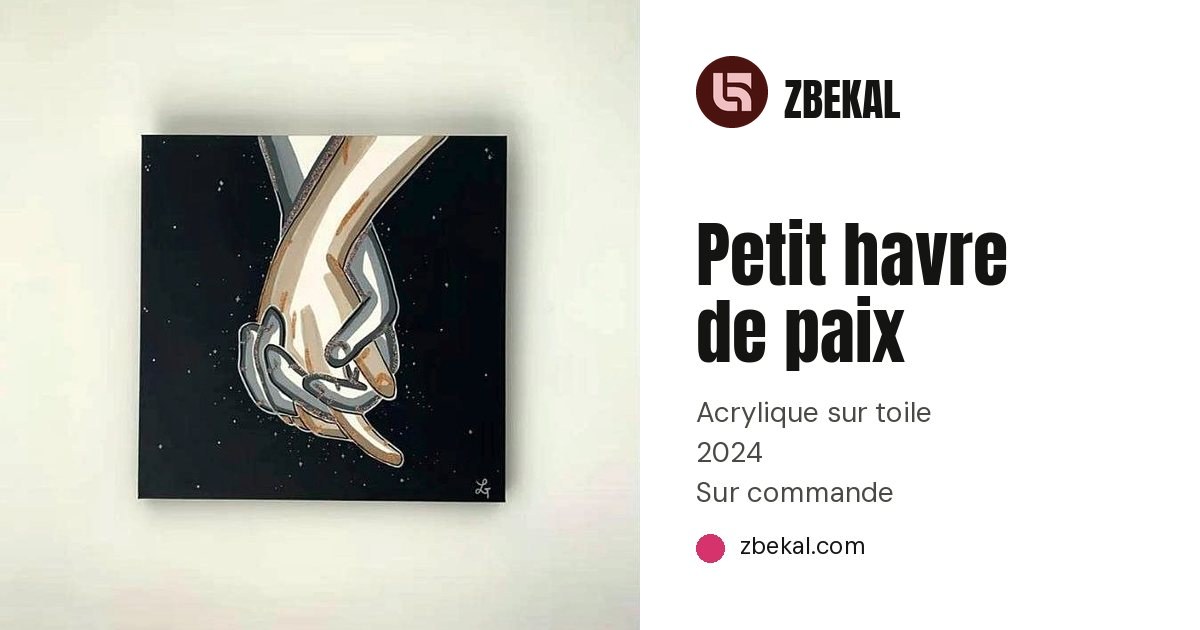 ZBEKAL
Petit havre
de paix
Acrylique sur toile
2024
Sur commande
zbekal.com